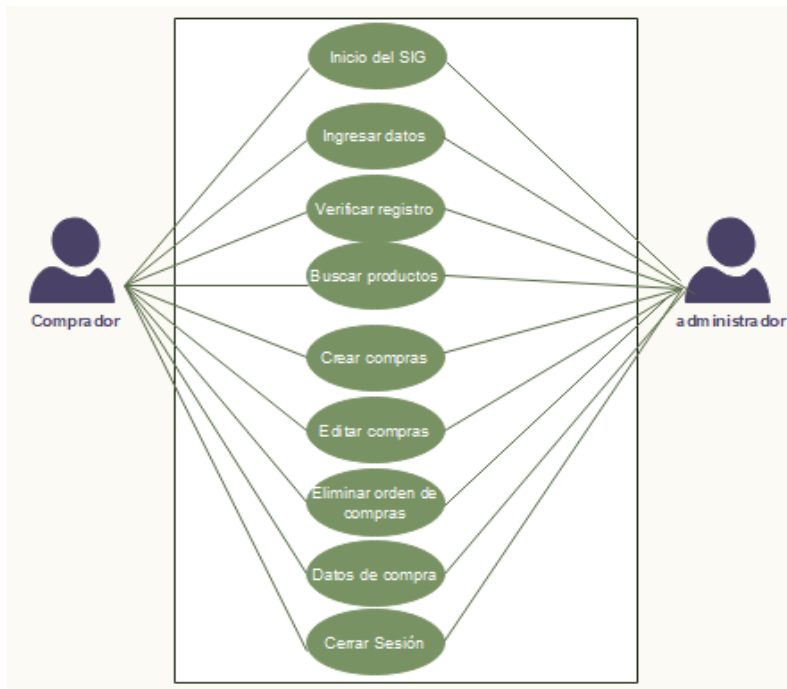 Inicio del SIG
Ingresar datos
Verificar registro
Buscar productos
Comprador
administrador
Crear compras
Editar compras
Eliminar orden de
compras
Datos de compra
Cerrar Sesión